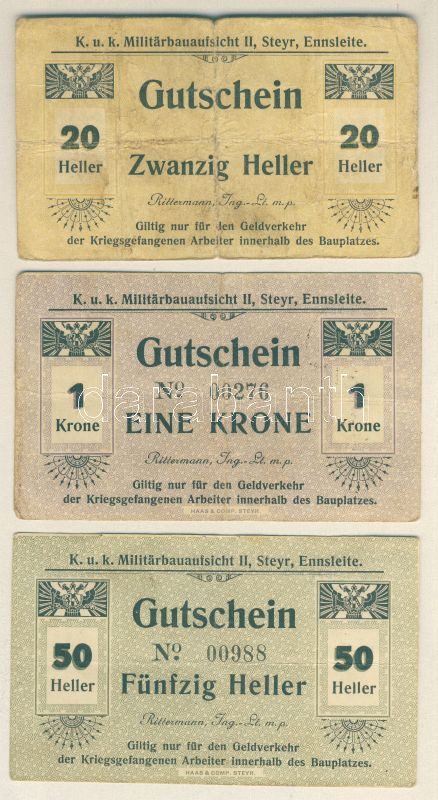 K. u. k. Militärbauaufsicht II, Steyr, Ennsleite.
Gutschein
20 20
Heller Heller
Zwanzig Heller
Rittermann, Ing.-Lt. m. p.
Giltig nur für den Geldverkehr
der Kriegsgefangenen Arbeiter innerhalb des Bauplatzes.
K. u. k. Militärbauaufsicht II, Steyr, Ennsleite.
Gutschein
No 00276
1 1
Krone Krone
EINE KRONE
darabanth
Rittermann, Ing.-Lt. m. p.
Giltig nur für den Geldverkehr
der Kriegsgefangenen Arbeiter innerhalb des Bauplatzes.
HAAS & COMP. STEYR.
K. u. k. Militärbauaufsicht II, Steyr, Ennsleite.
Gutschein
No 00988
50 50
Heller Heller
Fünfzig Heller
Rittermann, Ing.-Lt. m. p.
Giltig nur für den Geldverkehr
der Kriegsgefangenen Arbeiter innerhalb des Bauplatzes.
HAAS & COMP. STEYR.